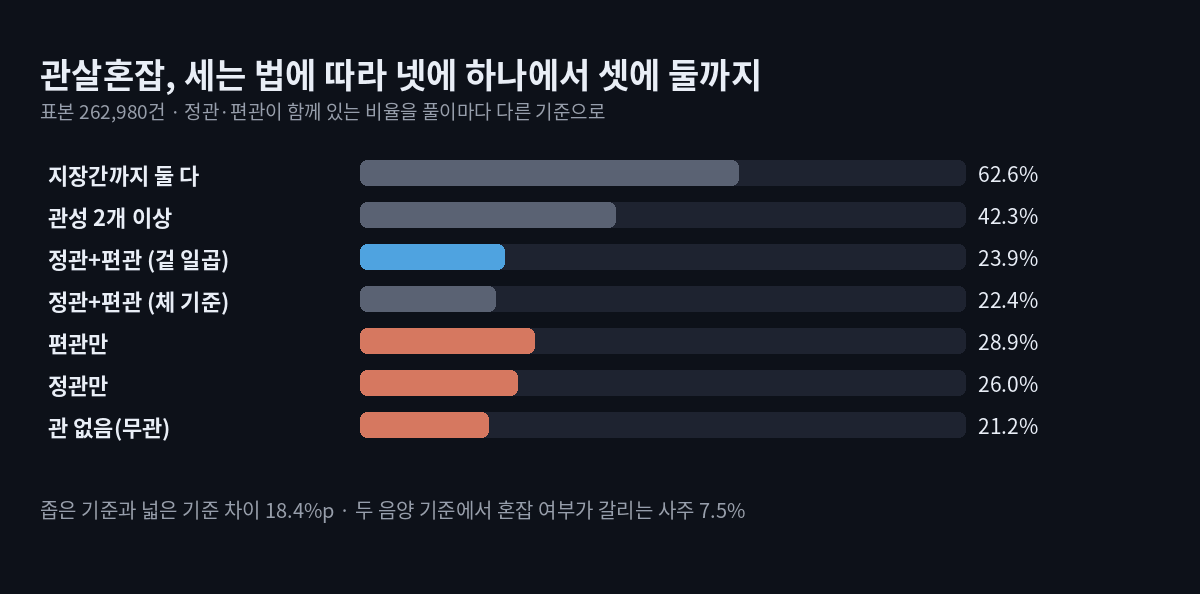 관살혼잡, 세는 법에 따라 넷에 하나에서 셋에 둘까지
표본 262,980건 · 정관·편관이 함께 있는 비율을 풀이마다 다른 기준으로
지장간까지 둘 다 62.6%
관성 2개 이상 42.3%
정관+편관 (겉 일곱) 23.9%
정관+편관 (체 기준) 22.4%
편관만 28.9%
정관만 26.0%
관 없음(무관) 21.2%
좁은 기준과 넓은 기준 차이 18.4%p · 두 음양 기준에서 혼잡 여부가 갈리는 사주 7.5%